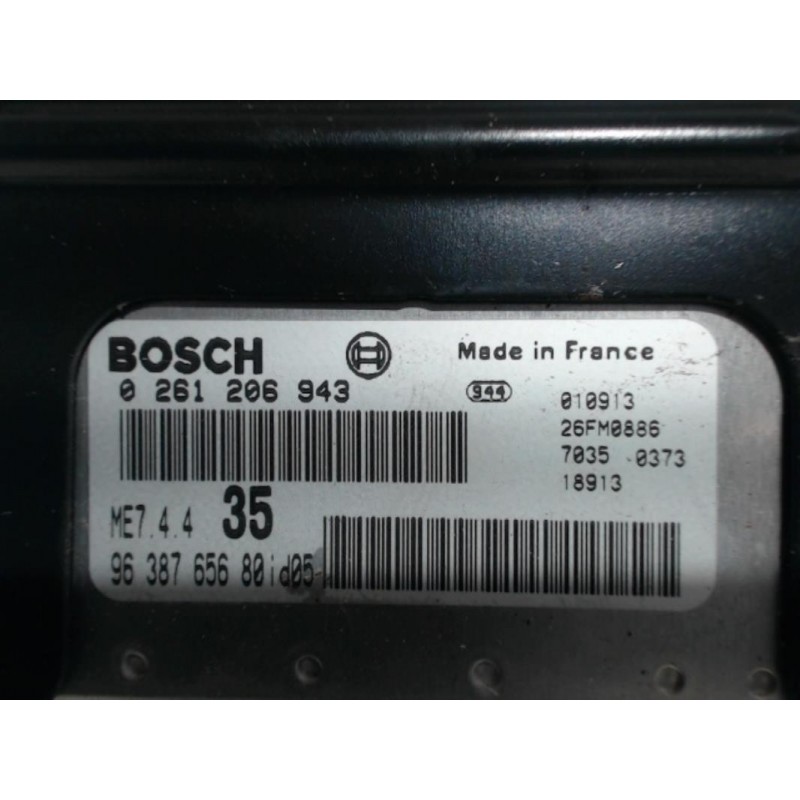 BOSCH Made in France
0 261 206 943 944 010913
26FM0886
7035 0373
18913
ME7.4.4 35
96 387 656 80id05